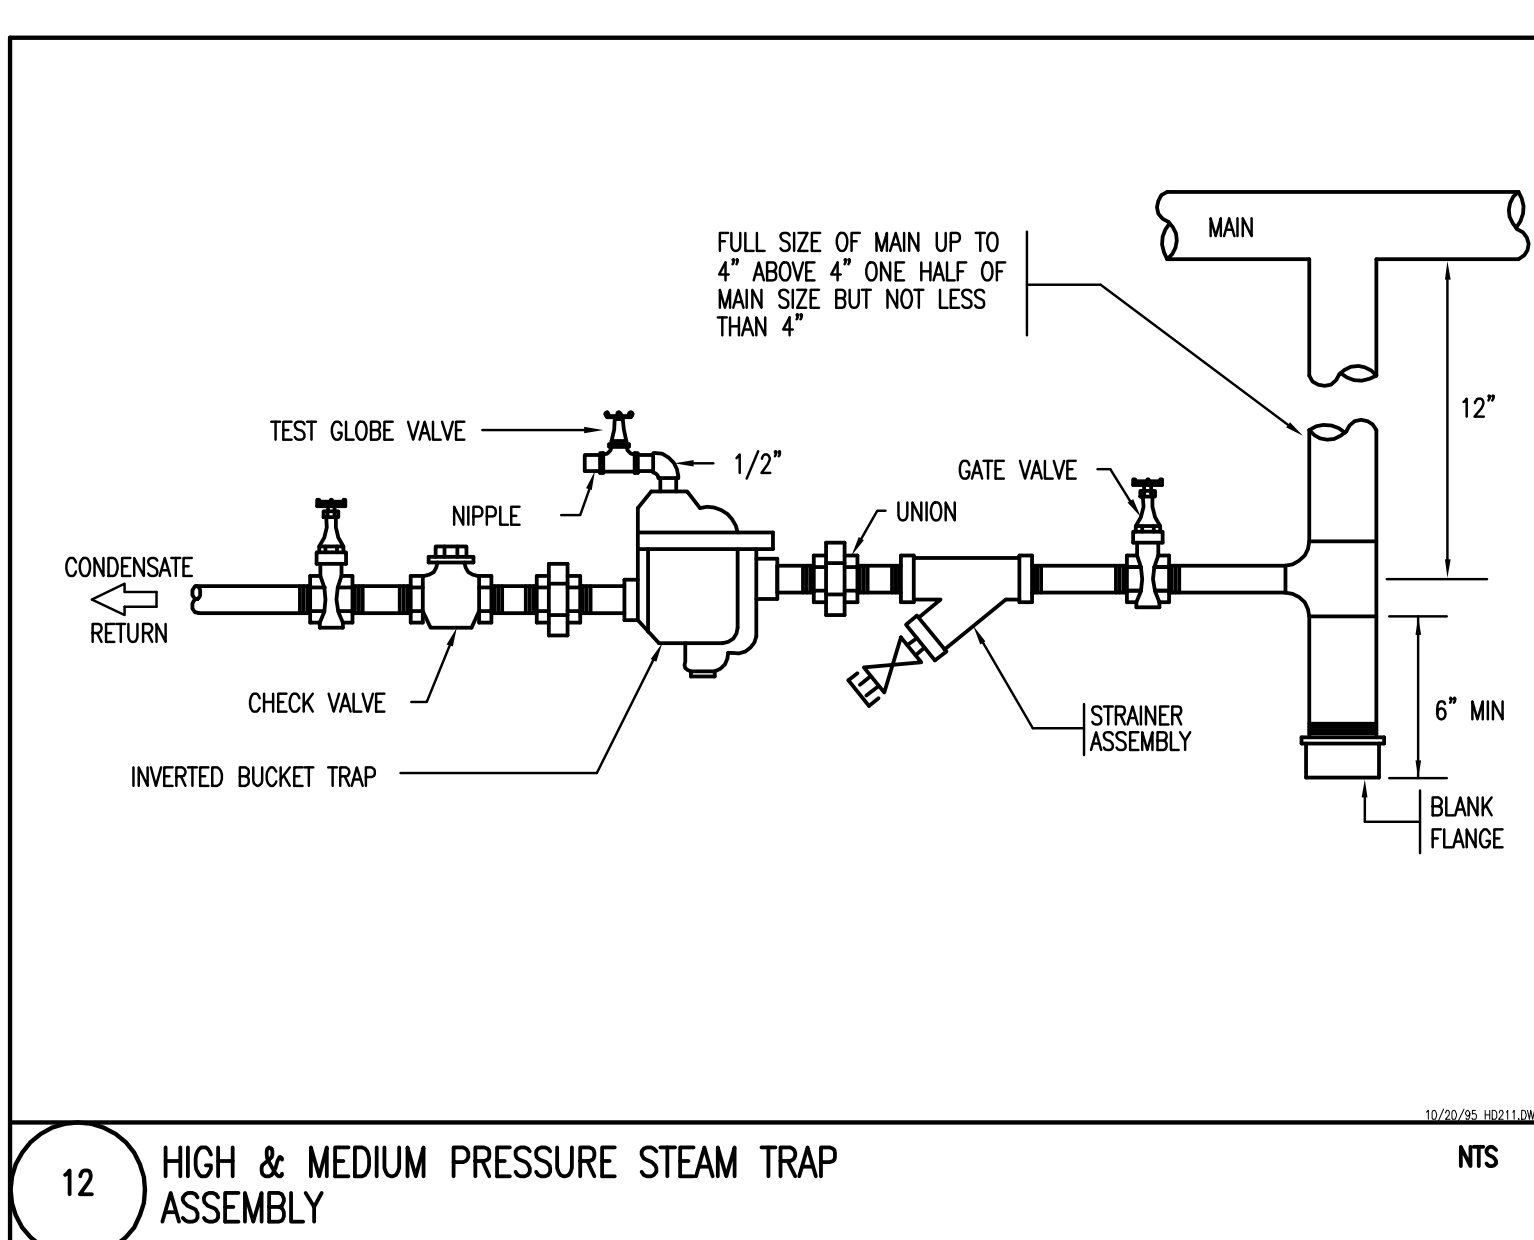 MAIN
FULL SIZE OF MAIN UP TO
4" ABOVE 4" ONE HALF OF
MAIN SIZE BUT NOT LESS
THAN 4"
12"
TEST GLOBE VALVE
1/2"
GATE VALVE
NIPPLE
UNION
CONDENSATE
RETURN
CHECK VALVE
STRAINER
ASSEMBLY
6" MIN
INVERTED BUCKET TRAP
BLANK
FLANGE
10/20/95 HD211.DW
12
HIGH & MEDIUM PRESSURE STEAM TRAP
ASSEMBLY
NTS